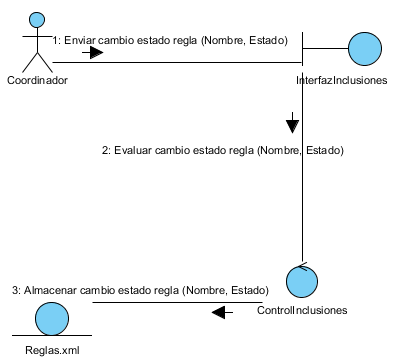 1: Enviar cambio estado regla (Nombre, Estado)
Coordinador
InterfazInclusiones
2: Evaluar cambio estado regla (Nombre, Estado)
3: Almacenar cambio estado regla (Nombre, Estado)
ControlInclusiones
Reglas.xml